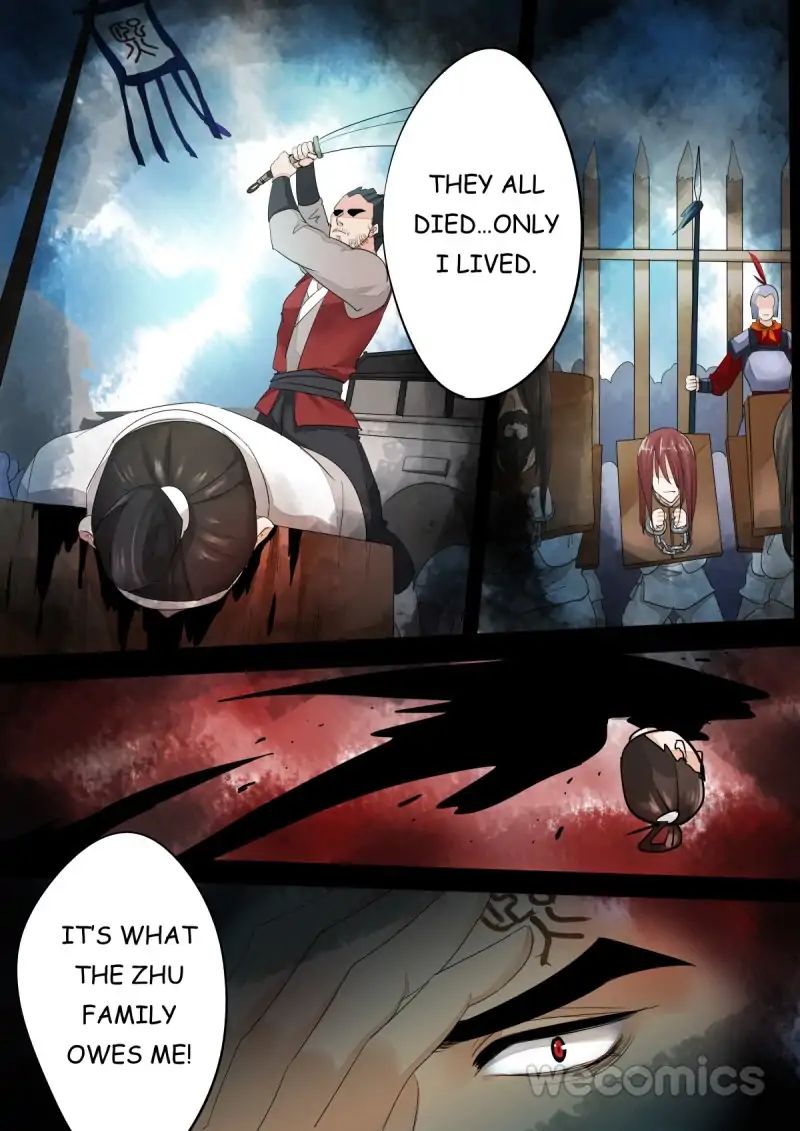 THEY ALL
DIED...ONLY
I LIVED.
IT'S WHAT
THE ZHU
FAMILY
OWES ME!
wecomics